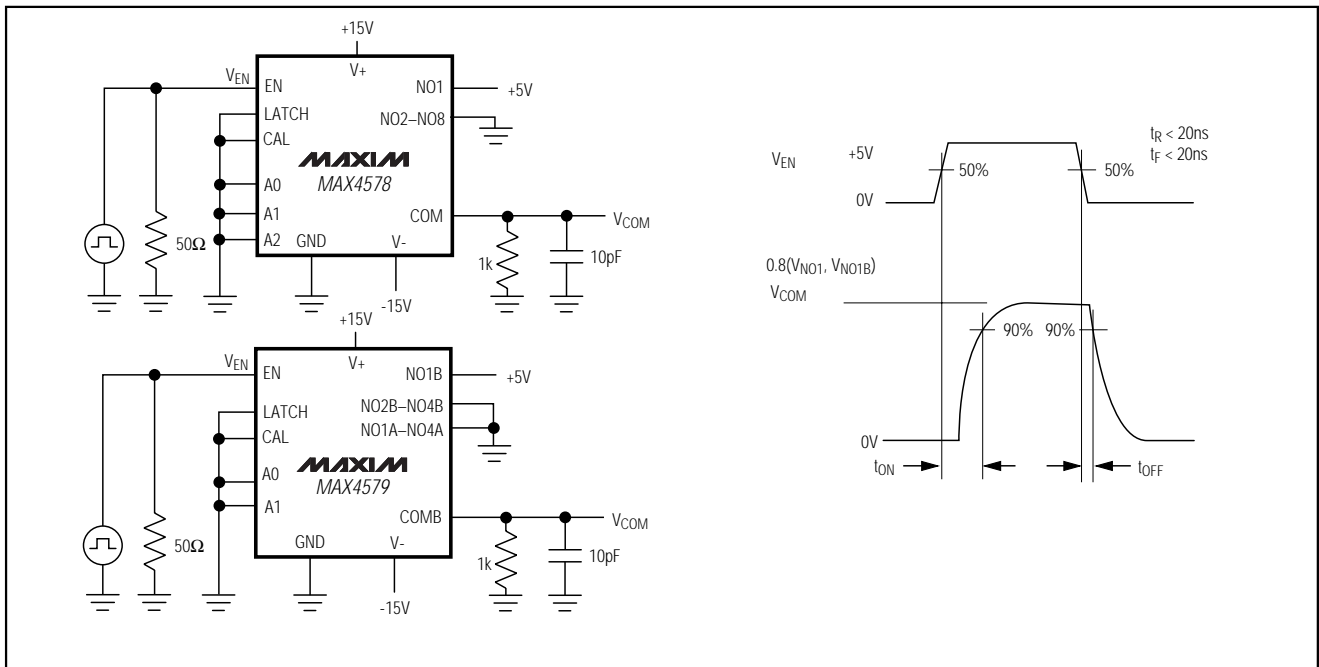 +15V
V+
VEN
EN
NO1
+5V
LATCH
NO2–NO8
CAL
MAXIM
MAX4578
A0
A1
COM
VCOM
A2
GND
V-
50Ω
1k
10pF
-15V
+15V
V+
VEN
EN
NO1B
+5V
LATCH
NO2B–NO4B
CAL
NO1A–NO4A
MAXIM
MAX4579
A0
A1
COMB
VCOM
GND
V-
50Ω
1k
10pF
-15V
tR < 20ns
tF < 20ns
VEN
+5V
50%
50%
0V
0.8(VNO1, VNO1B)
VCOM
90%
90%
0V
tON
tOFF